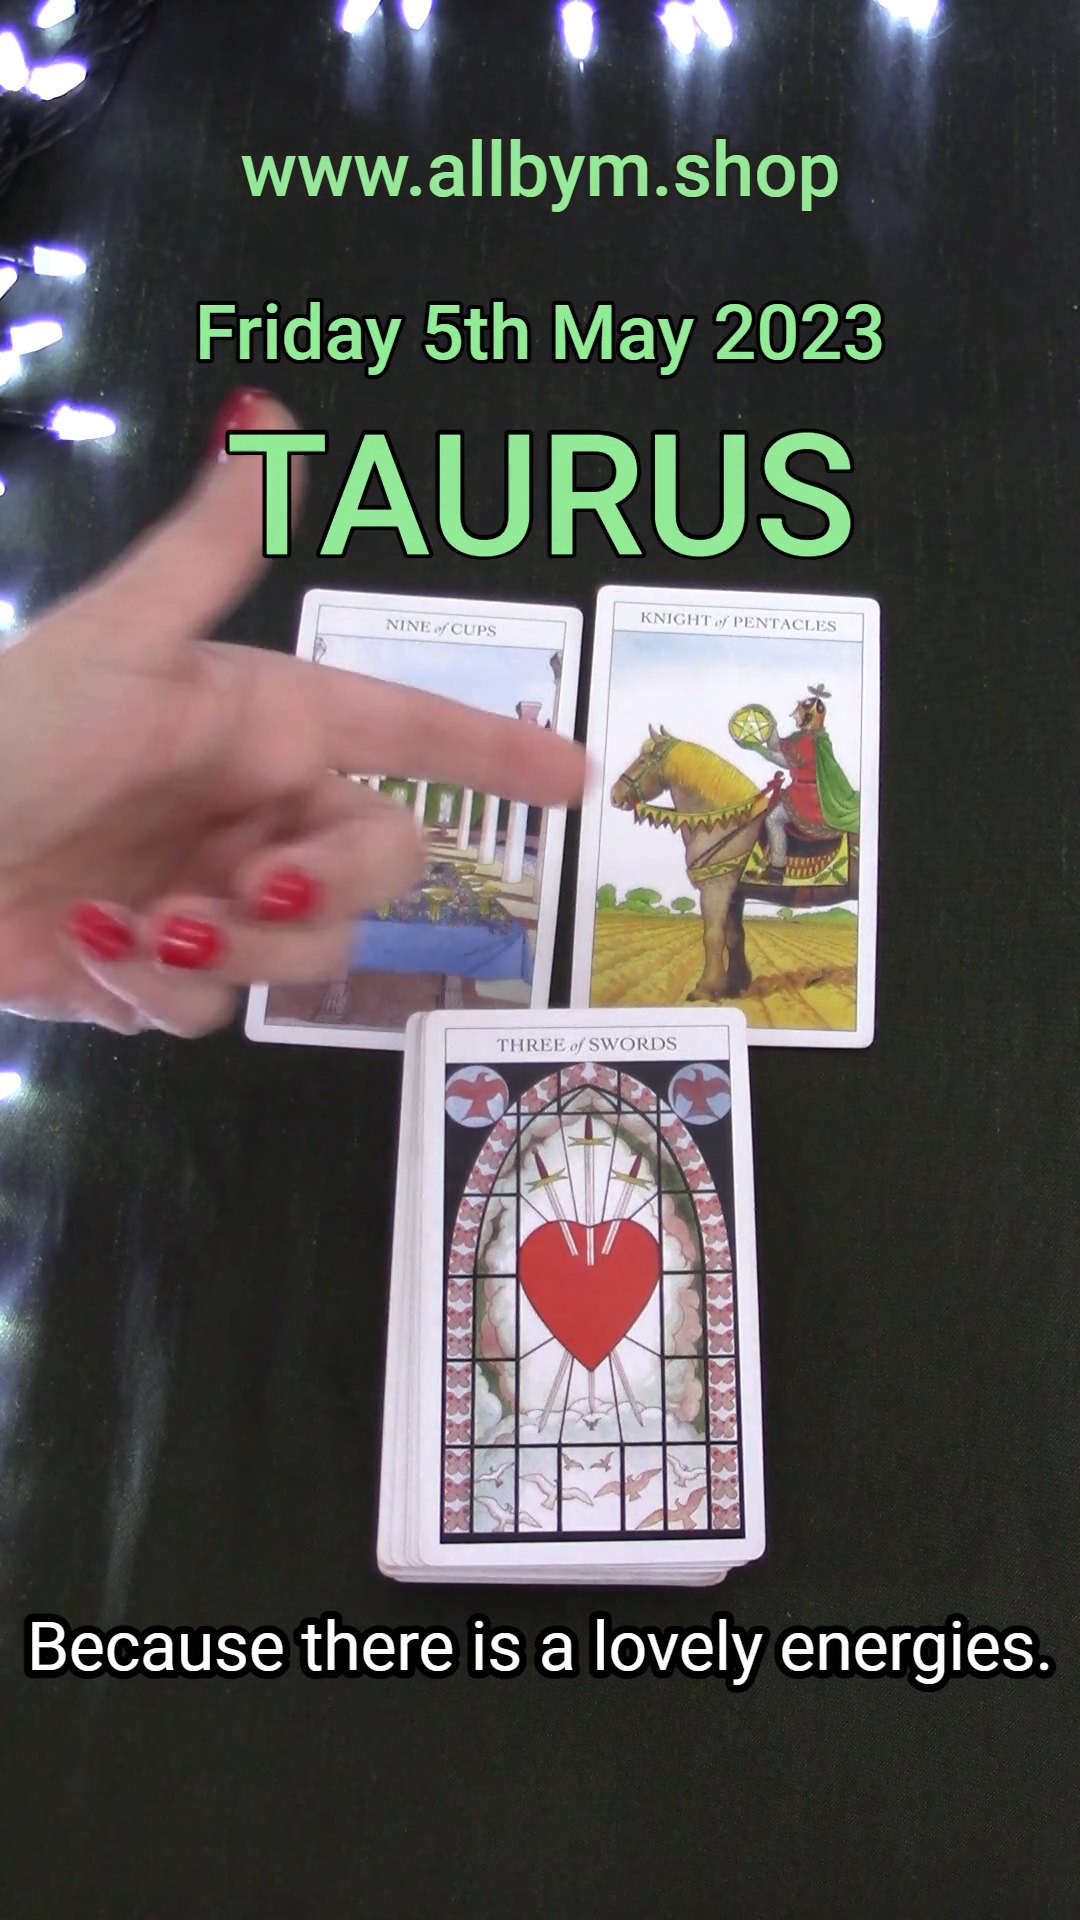 www.allbym.shop
Friday 5th May 2023
TAURUS
NINE of CUPS
KNIGHT of PENTACLES
THREE of SWORDS
Because there is a lovely energies.